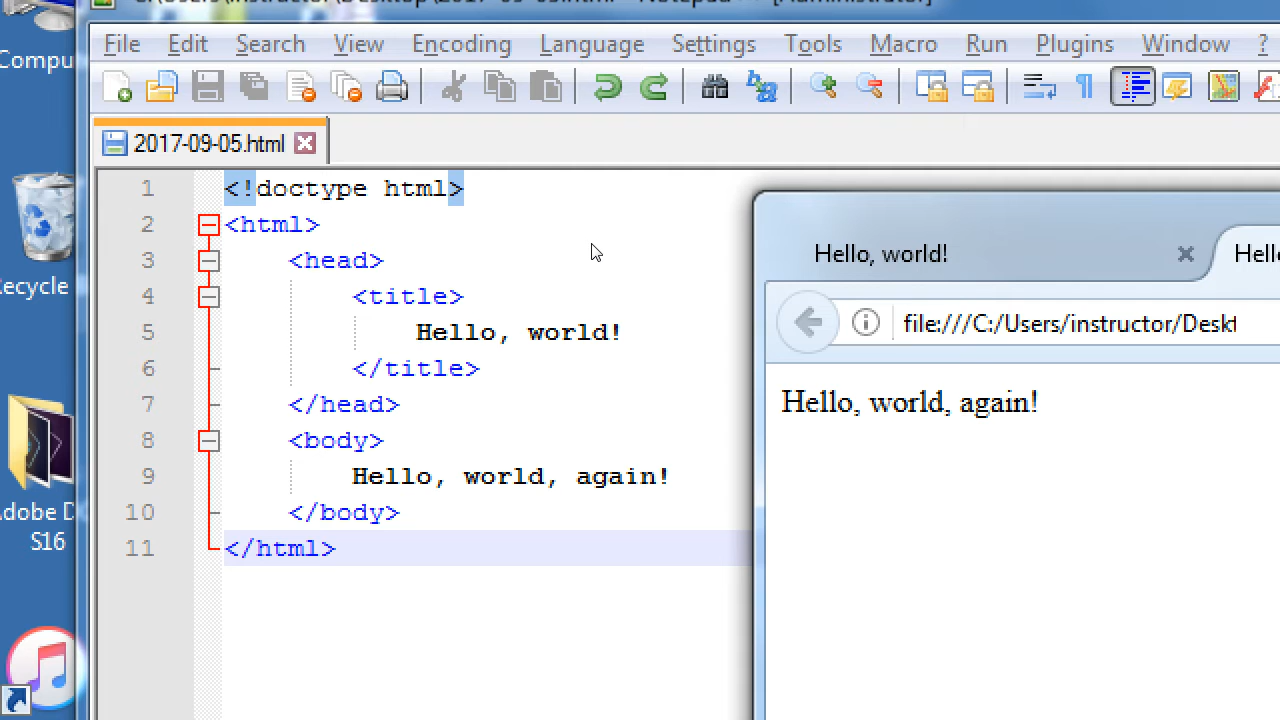 Compu
File Edit Search View Encoding Language Settings Tools Macro Run Plugins Window ?
2017-09-05.html
1 <!doctype html>
2 <html>
3 <head>
4 <title>
5 Hello, world!
6 </title>
7 </head>
8 <body>
9 Hello, world, again!
10 </body>
11 </html>
Hello, world! Hello
file:///C:/Users/instructor/Deskt
Hello, world, again!
ecycle
dobe D
S16